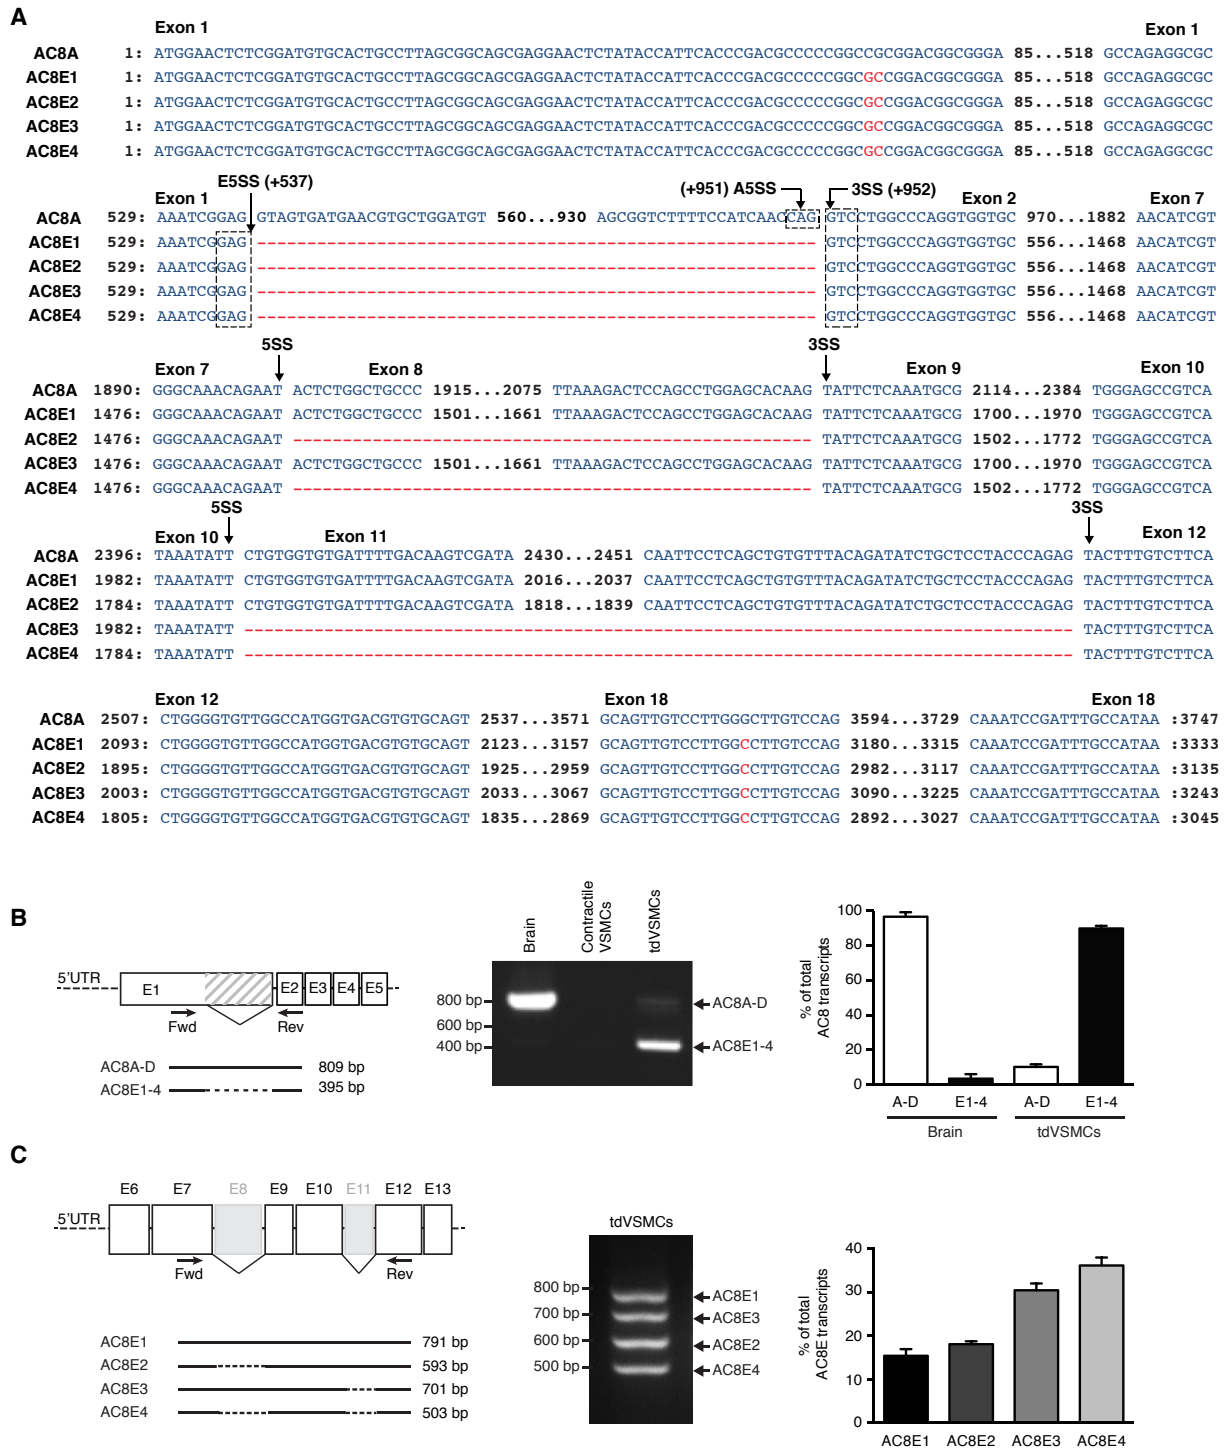 A
Exon 1 Exon 1
AC8A 1: ATGGAACTCTCGGATGTGCACTGCCTTAGCGGCAGCGAGGAACTCTATACCATTCACCCGACGCCCCCGGCCGCGGACGGCGGGA 85...518 GCCAGAGGCGC
AC8E1 1: ATGGAACTCTCGGATGTGCACTGCCTTAGCGGCAGCGAGGAACTCTATACCATTCACCCGACGCCCCCGGCGCCGGACGGCGGGA 85...518 GCCAGAGGCGC
AC8E2 1: ATGGAACTCTCGGATGTGCACTGCCTTAGCGGCAGCGAGGAACTCTATACCATTCACCCGACGCCCCCGGCGCCGGACGGCGGGA 85...518 GCCAGAGGCGC
AC8E3 1: ATGGAACTCTCGGATGTGCACTGCCTTAGCGGCAGCGAGGAACTCTATACCATTCACCCGACGCCCCCGGCGCCGGACGGCGGGA 85...518 GCCAGAGGCGC
AC8E4 1: ATGGAACTCTCGGATGTGCACTGCCTTAGCGGCAGCGAGGAACTCTATACCATTCACCCGACGCCCCCGGCGCCGGACGGCGGGA 85...518 GCCAGAGGCGC
E5SS (+537) (+951) A5SS 3SS (+952)
Exon 1 Exon 2 Exon 7
AC8A 529: AAATCGGAG GTAGTGATGAACGTGCTGGATGT 560...930 AGCGGTCTTTTCCATCAACCAG GTCCTGGCCCAGGTGGTGC 970...1882 AACATCGT
AC8E1 529: AAATCGGAG GTCCTGGCCCAGGTGGTGC 556...1468 AACATCGT
AC8E2 529: AAATCGGAG GTCCTGGCCCAGGTGGTGC 556...1468 AACATCGT
AC8E3 529: AAATCGGAG GTCCTGGCCCAGGTGGTGC 556...1468 AACATCGT
AC8E4 529: AAATCGGAG GTCCTGGCCCAGGTGGTGC 556...1468 AACATCGT
5SS 3SS
Exon 7 Exon 8 Exon 9 Exon 10
AC8A 1890: GGGCAAACAGAAT ACTCTGGCTGCCC 1915...2075 TTAAAGACTCCAGCCTGGAGCACAAG TATTCTCAAATGCG 2114...2384 TGGGAGCCGTCA
AC8E1 1476: GGGCAAACAGAAT ACTCTGGCTGCCC 1501...1661 TTAAAGACTCCAGCCTGGAGCACAAG TATTCTCAAATGCG 1700...1970 TGGGAGCCGTCA
AC8E2 1476: GGGCAAACAGAAT TATTCTCAAATGCG 1502...1772 TGGGAGCCGTCA
AC8E3 1476: GGGCAAACAGAAT ACTCTGGCTGCCC 1501...1661 TTAAAGACTCCAGCCTGGAGCACAAG TATTCTCAAATGCG 1700...1970 TGGGAGCCGTCA
AC8E4 1476: GGGCAAACAGAAT TATTCTCAAATGCG 1502...1772 TGGGAGCCGTCA
5SS 3SS
Exon 10 Exon 11 Exon 12
AC8A 2396: TAAATATT CTGTGGTGTGATTTTGACAAGTCGATA 2430...2451 CAATTCCTCAGCTGTGTTTACAGATATCTGCTCCTACCCAGAG TACTTTGTCTTCA
AC8E1 1982: TAAATATT CTGTGGTGTGATTTTGACAAGTCGATA 2016...2037 CAATTCCTCAGCTGTGTTTACAGATATCTGCTCCTACCCAGAG TACTTTGTCTTCA
AC8E2 1784: TAAATATT CTGTGGTGTGATTTTGACAAGTCGATA 1818...1839 CAATTCCTCAGCTGTGTTTACAGATATCTGCTCCTACCCAGAG TACTTTGTCTTCA
AC8E3 1982: TAAATATT TACTTTGTCTTCA
AC8E4 1784: TAAATATT TACTTTGTCTTCA
Exon 12 Exon 18 Exon 18
AC8A 2507: CTGGGGTGTTGGCCATGGTGACGTGTGCAGT 2537...3571 GCAGTTGTCCTTGGGCTTGTCCAG 3594...3729 CAAATCCGATTTGCCATAA :3747
AC8E1 2093: CTGGGGTGTTGGCCATGGTGACGTGTGCAGT 2123...3157 GCAGTTGTCCTTGGCCTTGTCCAG 3180...3315 CAAATCCGATTTGCCATAA :3333
AC8E2 1895: CTGGGGTGTTGGCCATGGTGACGTGTGCAGT 1925...2959 GCAGTTGTCCTTGGCCTTGTCCAG 2982...3117 CAAATCCGATTTGCCATAA :3135
AC8E3 2003: CTGGGGTGTTGGCCATGGTGACGTGTGCAGT 2033...3067 GCAGTTGTCCTTGGCCTTGTCCAG 3090...3225 CAAATCCGATTTGCCATAA :3243
AC8E4 1805: CTGGGGTGTTGGCCATGGTGACGTGTGCAGT 1835...2869 GCAGTTGTCCTTGGCCTTGTCCAG 2892...3027 CAAATCCGATTTGCCATAA :3045
B
5'UTR E1 E2 E3 E4 E5
Fwd Rev
AC8A-D 809 bp
AC8E1-4 395 bp
Brain
Contractile
VSMCs
tdVSMCs
800 bp AC8A-D
600 bp
400 bp AC8E1-4
% of total
AC8 transcripts
100
80
60
40
20
0
A-D E1-4 A-D E1-4
Brain tdVSMCs
C
E6 E7 E8 E9 E10 E11 E12 E13
5'UTR
Fwd Rev
AC8E1 791 bp
AC8E2 593 bp
AC8E3 701 bp
AC8E4 503 bp
tdVSMCs
800 bp AC8E1
700 bp AC8E3
600 bp AC8E2
500 bp AC8E4
% of total
AC8E transcripts
40
30
20
10
0
AC8E1 AC8E2 AC8E3 AC8E4